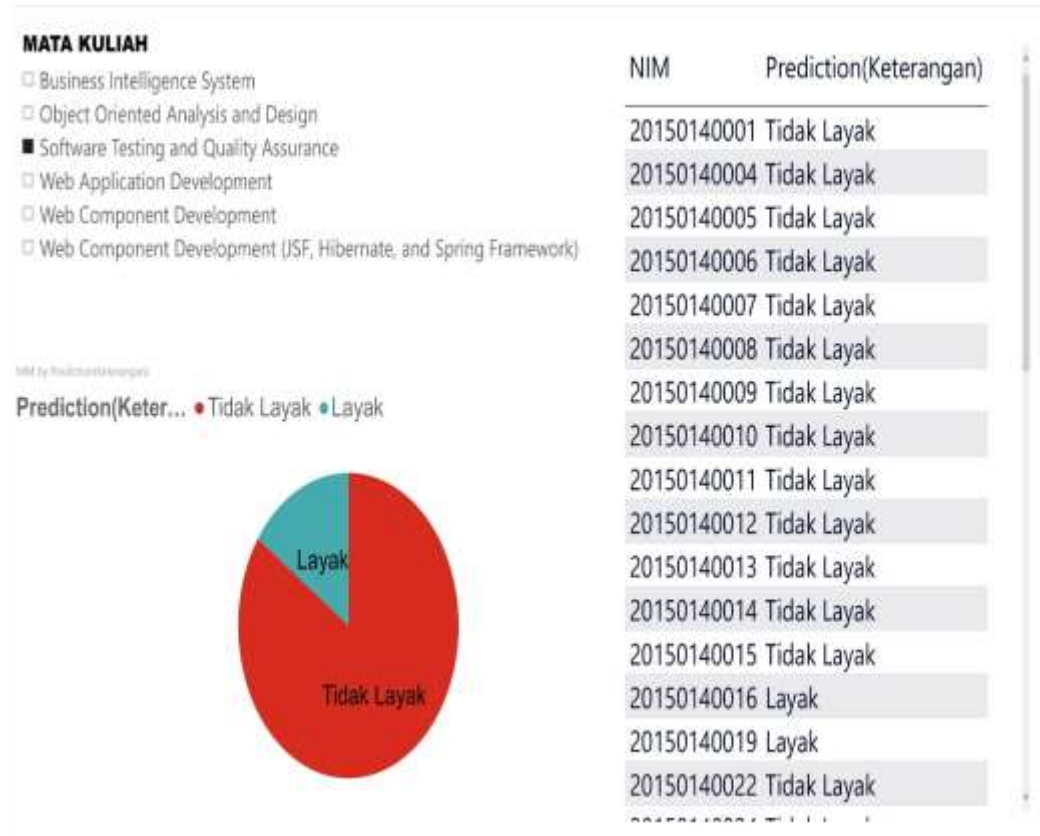 MATA KULIAH
Business Intelligence System
Object Oriented Analysis and Design
Software Testing and Quality Assurance
Web Application Development
Web Component Development
Web Component Development (JSF, Hibernate, and Spring Framework)
NIM by Prediction(Keterangan)
Prediction(Keter... Tidak Layak Layak
Layak
Tidak Layak
NIM Prediction(Keterangan)
20150140001 Tidak Layak
20150140004 Tidak Layak
20150140005 Tidak Layak
20150140006 Tidak Layak
20150140007 Tidak Layak
20150140008 Tidak Layak
20150140009 Tidak Layak
20150140010 Tidak Layak
20150140011 Tidak Layak
20150140012 Tidak Layak
20150140013 Tidak Layak
20150140014 Tidak Layak
20150140015 Tidak Layak
20150140016 Layak
20150140019 Layak
20150140022 Tidak Layak